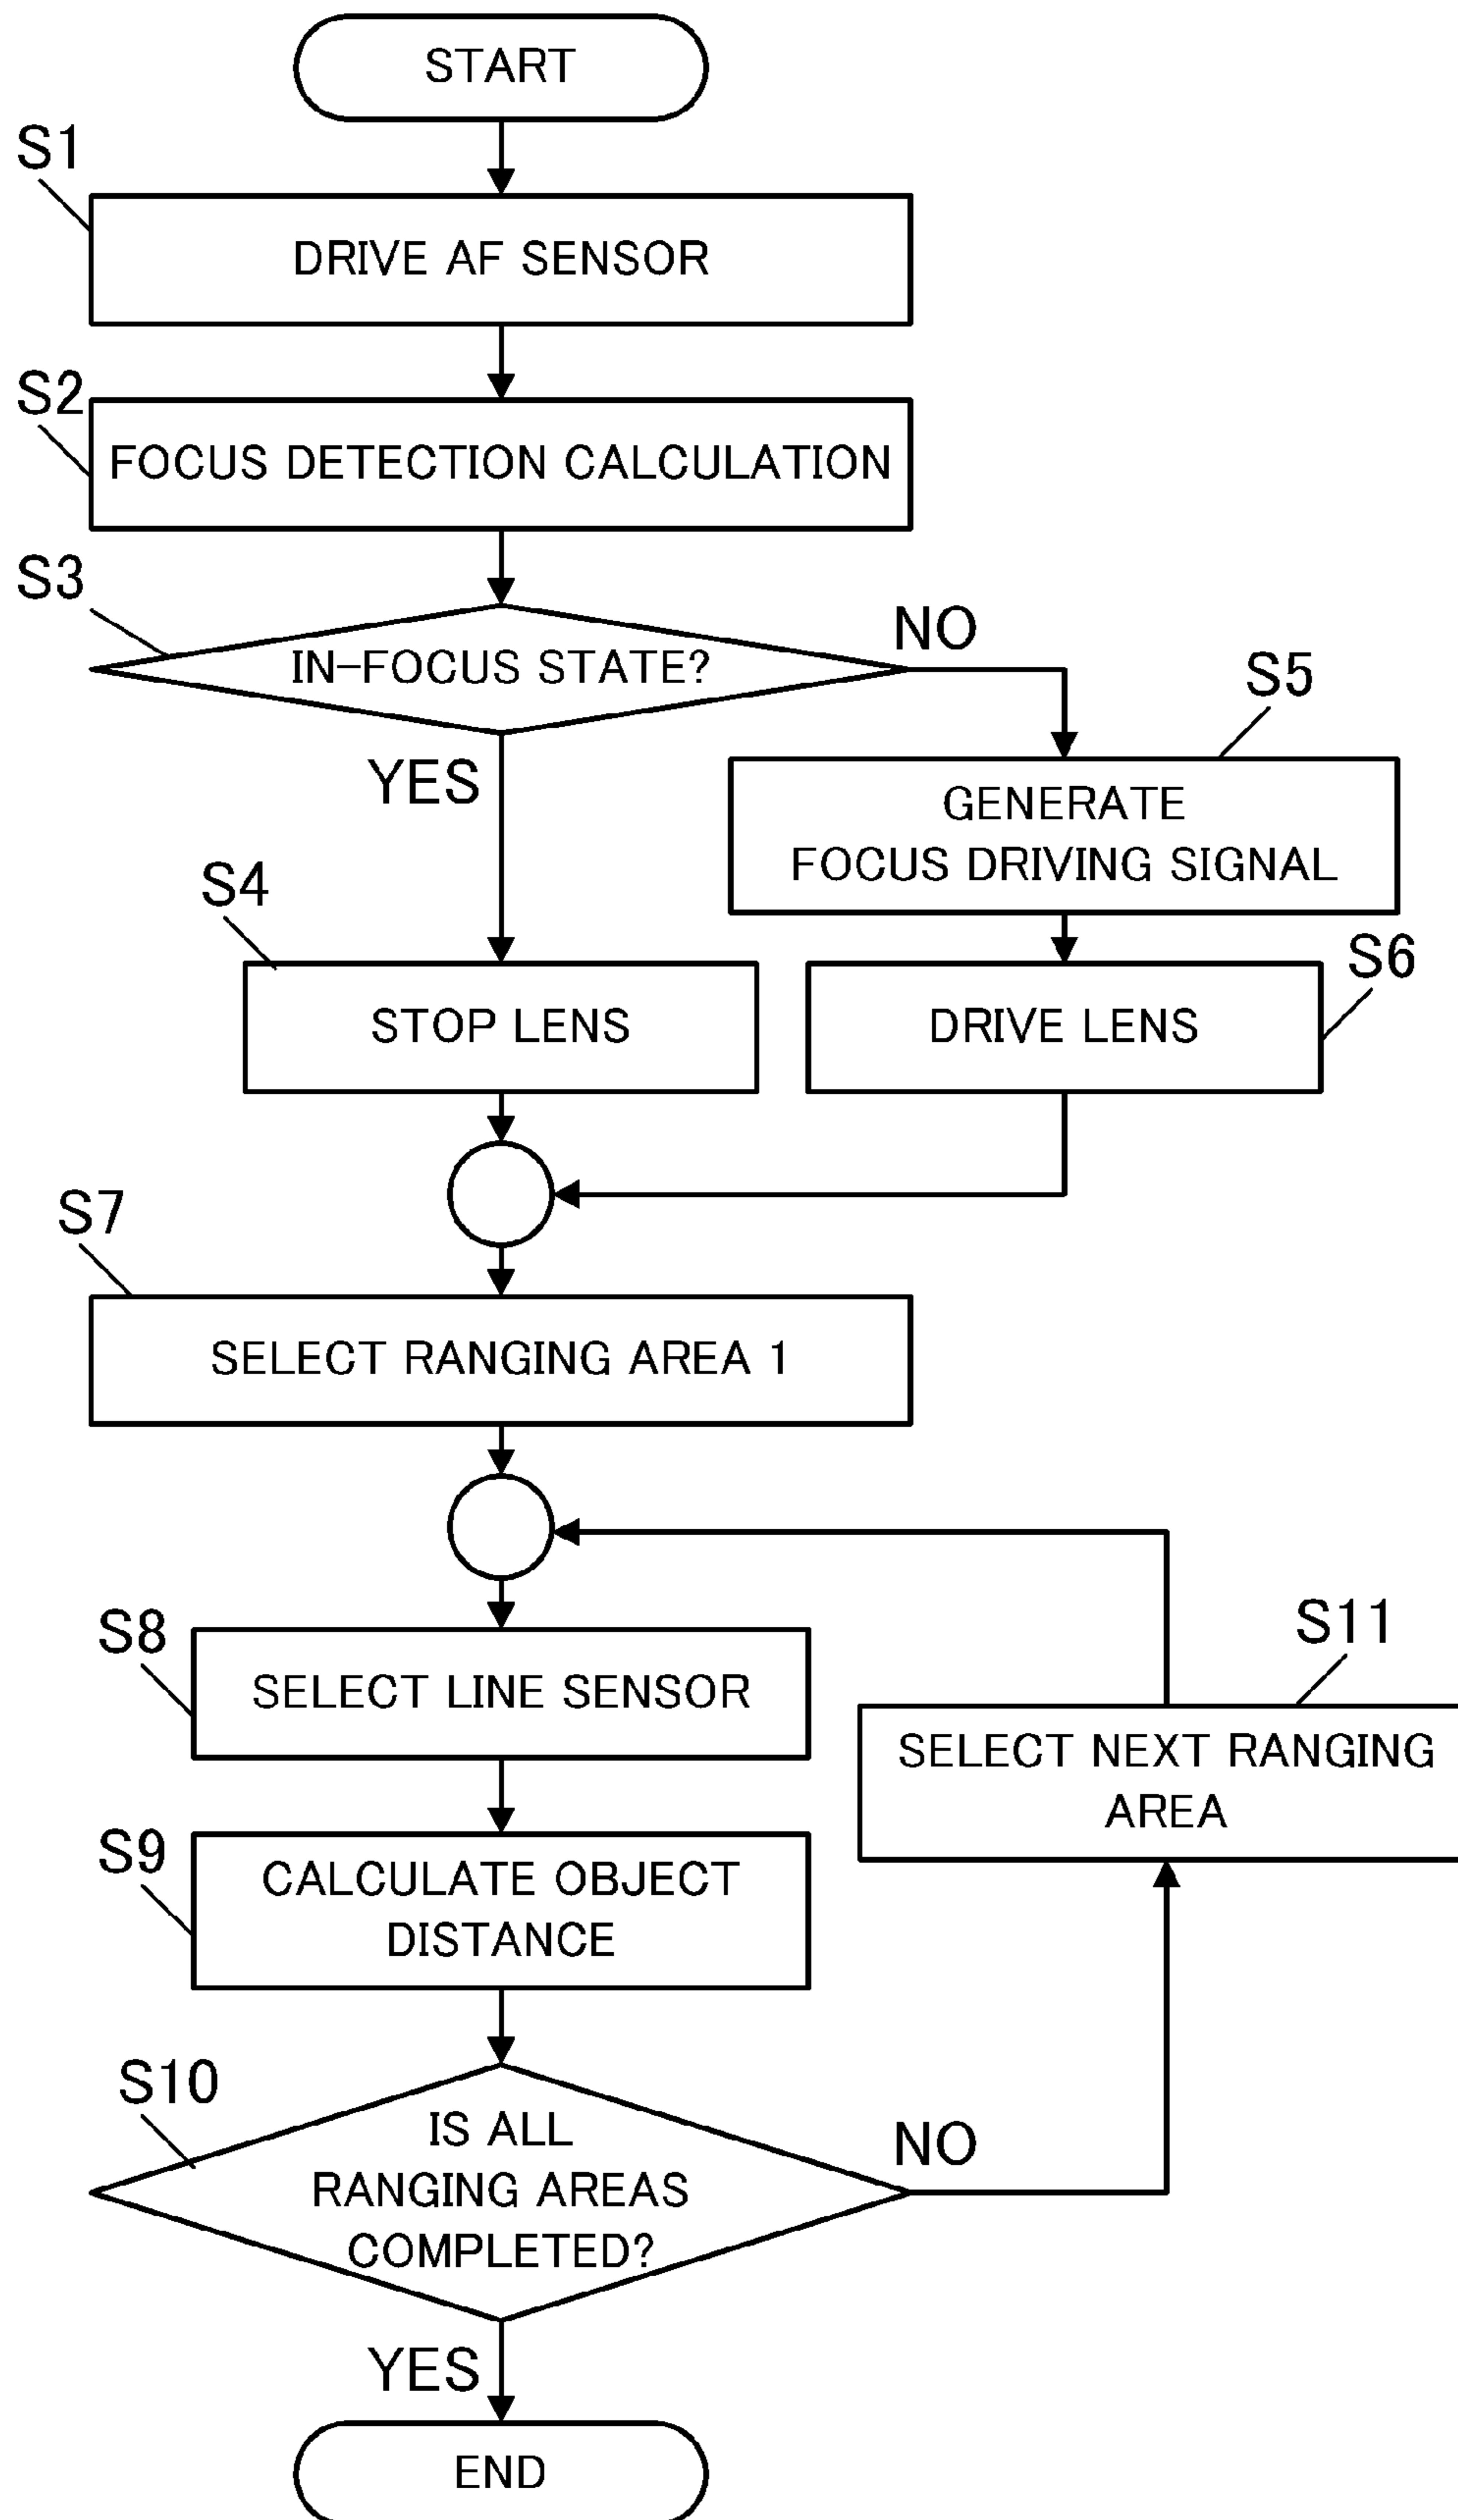 START
S1
DRIVE AF SENSOR
S2
FOCUS DETECTION CALCULATION
S3
IN-FOCUS STATE?
NO
YES
S5
GENERATE
FOCUS DRIVING SIGNAL
S4
STOP LENS
S6
DRIVE LENS
S7
SELECT RANGING AREA 1
S8
SELECT LINE SENSOR
S11
SELECT NEXT RANGING
AREA
S9
CALCULATE OBJECT
DISTANCE
S10
IS ALL
RANGING AREAS
COMPLETED?
NO
YES
END